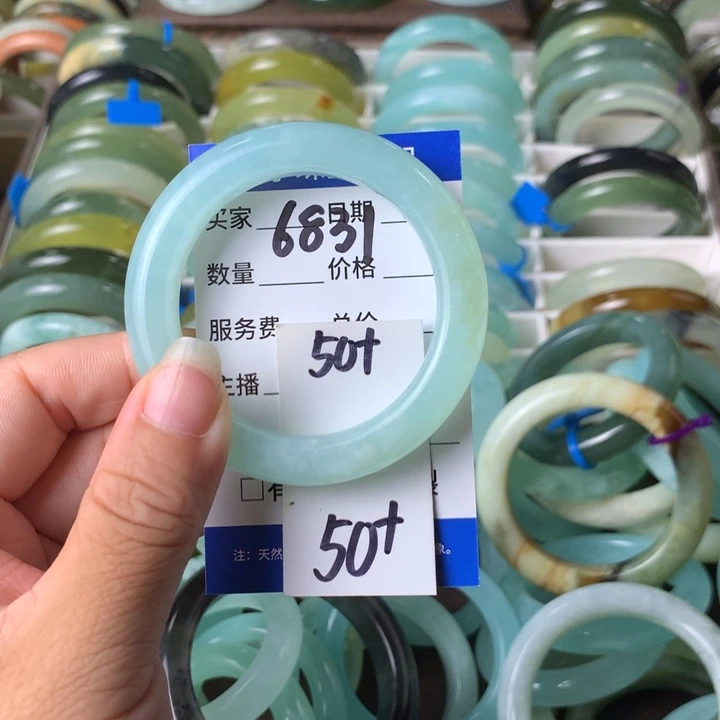 买家 6831 日期
数量 价格
服务费 总价
50+
主播
50+
注: 天然 象。